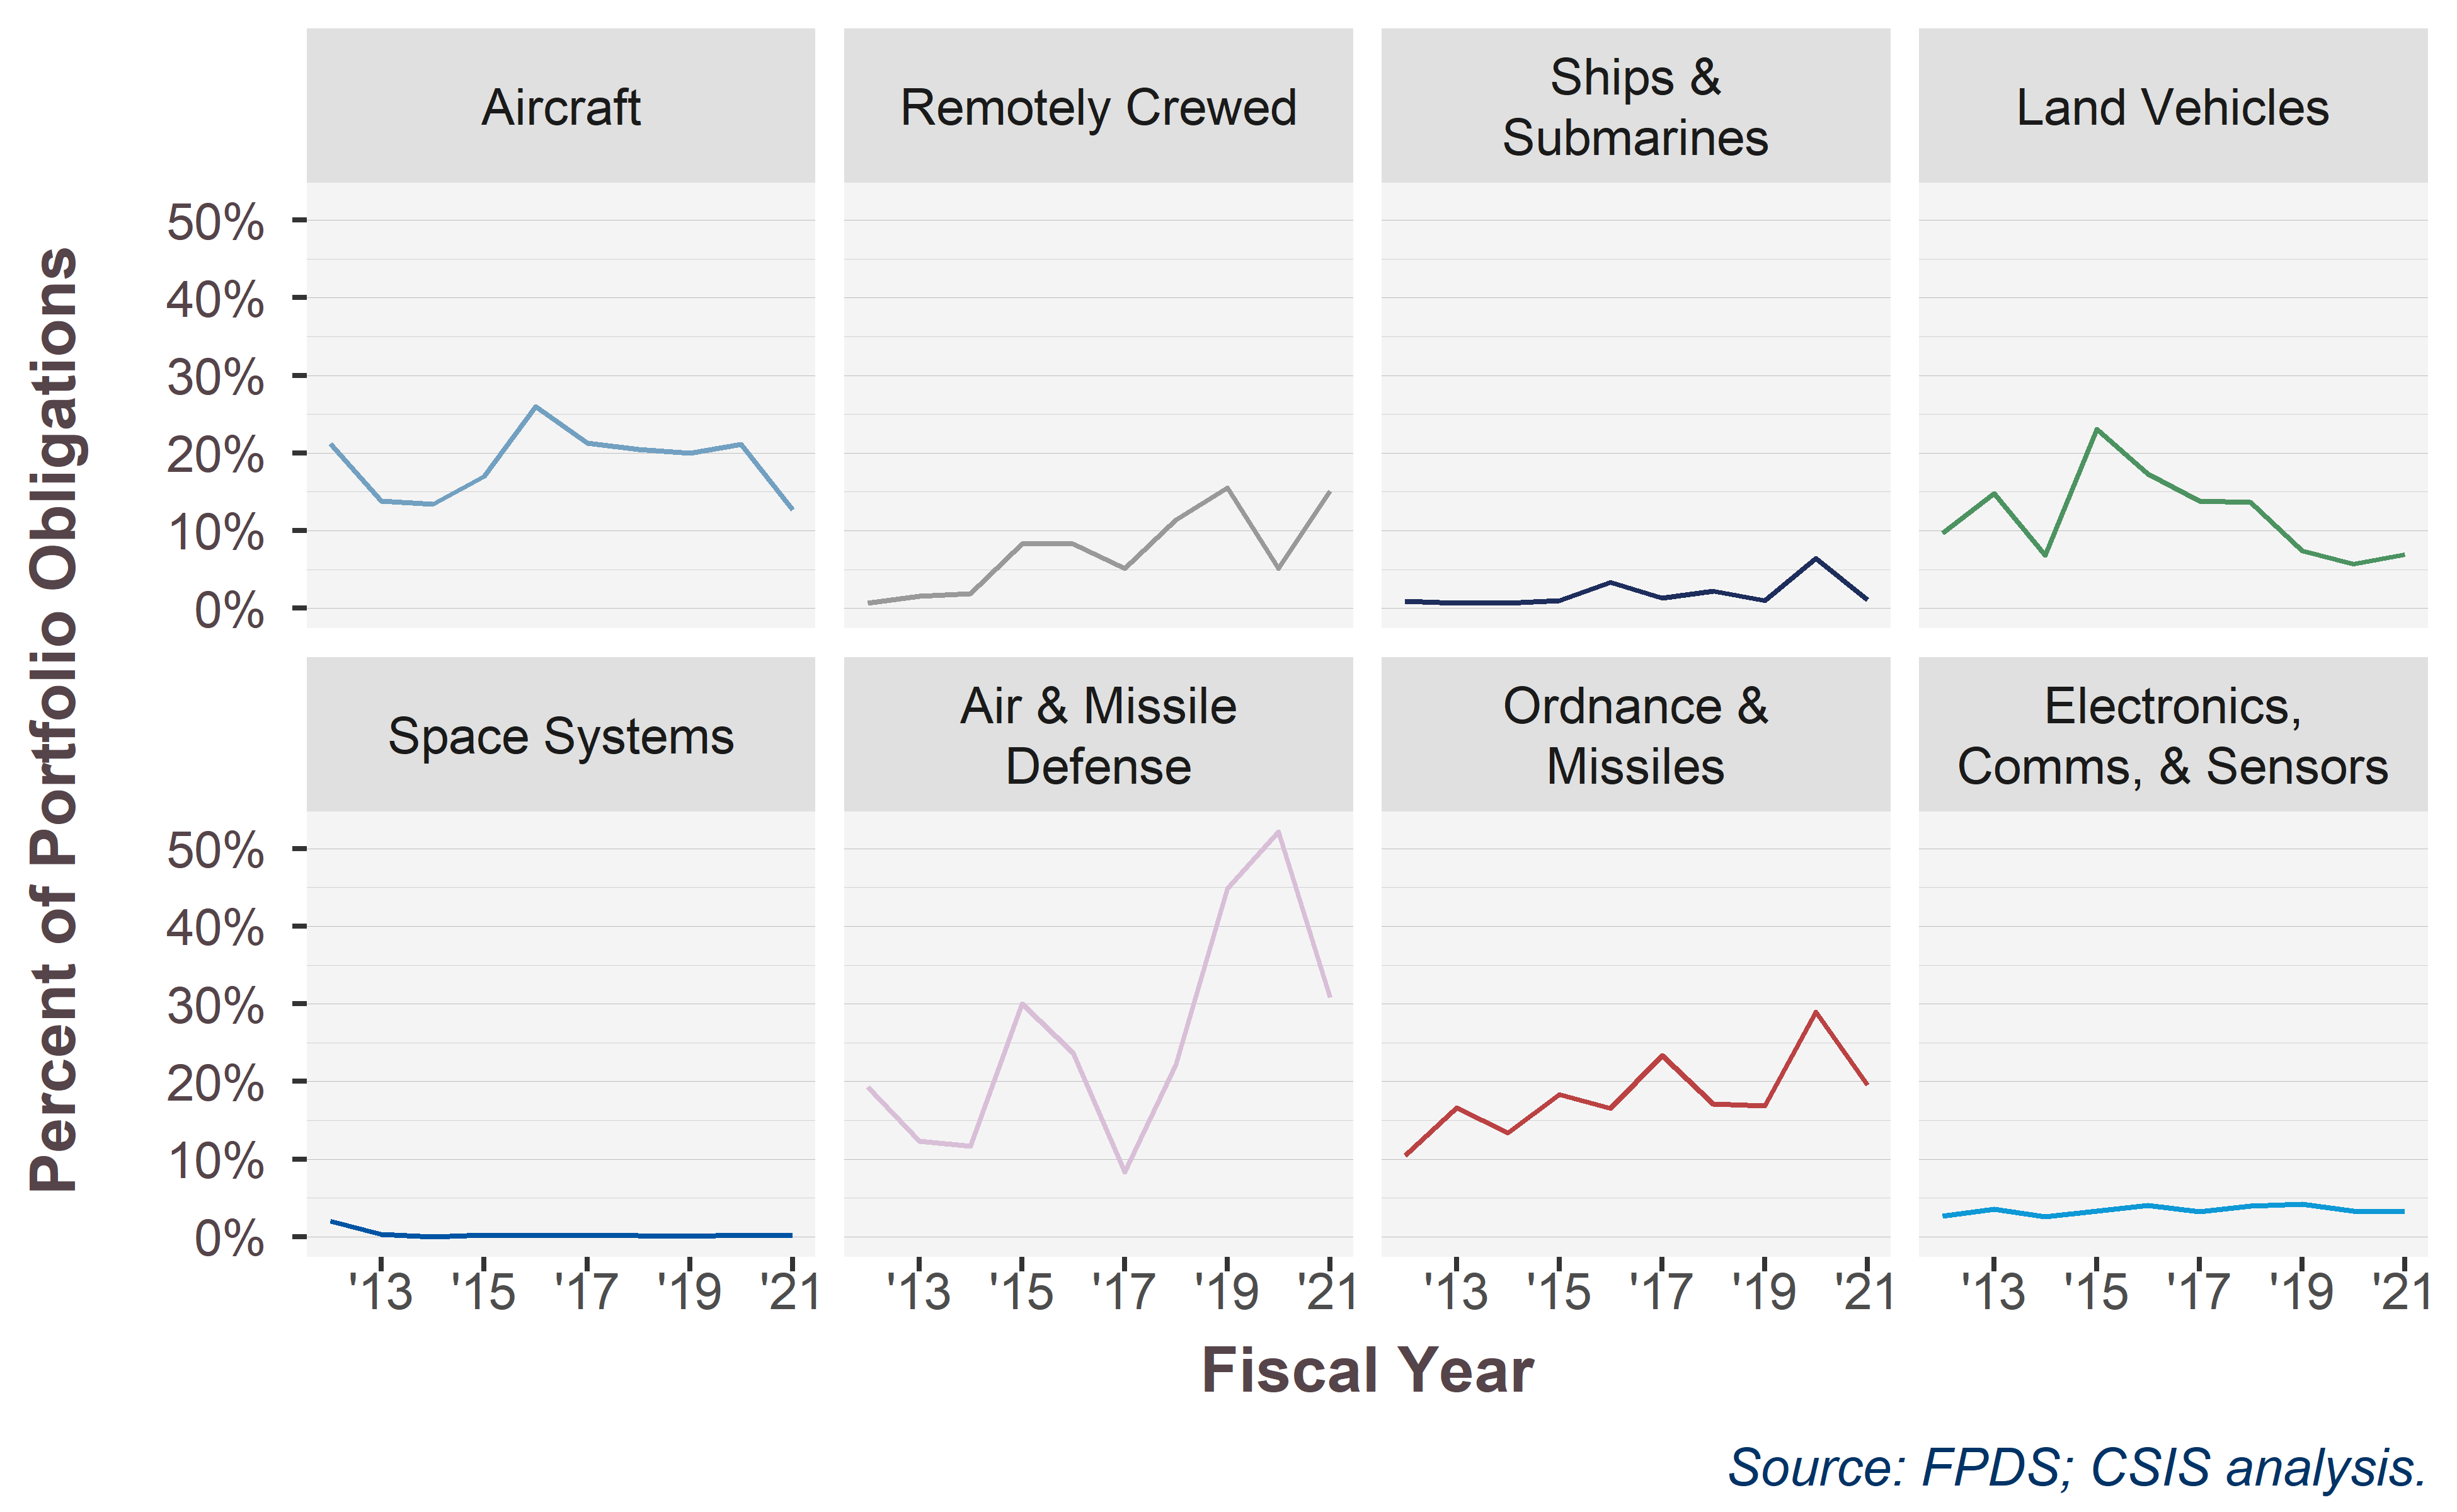 Aircraft
Remotely Crewed
Ships &
Submarines
Land Vehicles
50%
40%
30%
20%
10%
0%
Percent of Portfolio Obligations
Space Systems
Air & Missile
Defense
Ordnance &
Missiles
Electronics,
Comms, & Sensors
50%
40%
30%
20%
10%
0%
'13 '15 '17 '19 '21
'13 '15 '17 '19 '21
'13 '15 '17 '19 '21
'13 '15 '17 '19 '21
Fiscal Year
Source: FPDS; CSIS analysis.